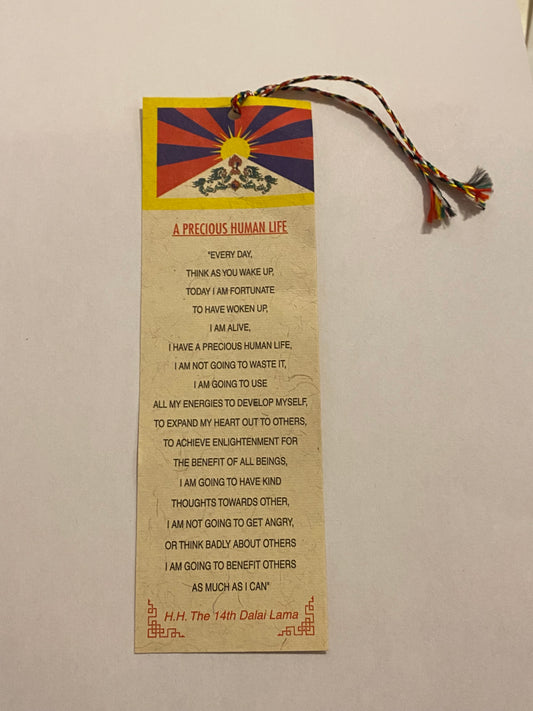 A PRECIOUS HUMAN LIFE
"EVERY DAY,
THINK AS YOU WAKE UP,
TODAY I AM FORTUNATE
TO HAVE WOKEN UP,
I AM ALIVE,
I HAVE A PRECIOUS HUMAN LIFE,
I AM NOT GOING TO WASTE IT,
I AM GOING TO USE
ALL MY ENERGIES TO DEVELOP MYSELF,
TO EXPAND MY HEART OUT TO OTHERS,
TO ACHIEVE ENLIGHTENMENT FOR
THE BENEFIT OF ALL BEINGS,
I AM GOING TO HAVE KIND
THOUGHTS TOWARDS OTHER,
I AM NOT GOING TO GET ANGRY,
OR THINK BADLY ABOUT OTHERS
I AM GOING TO BENEFIT OTHERS
AS MUCH AS I CAN"
H.H. The 14th Dalai Lama